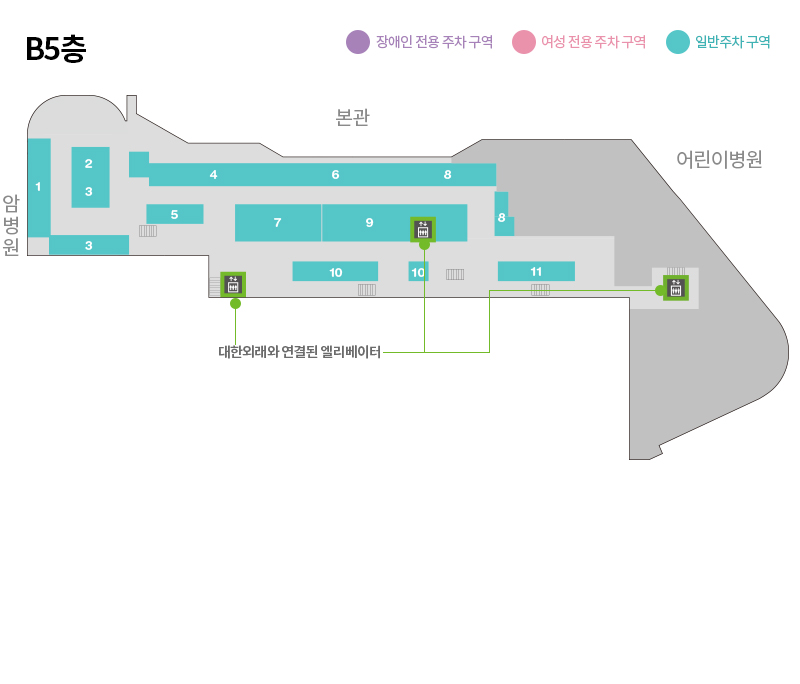 B5층
장애인 전용 주차 구역
여성 전용 주차 구역
일반주차 구역
본관
어린이병원
암병원
1
2
3
3
4
6
8
5
7
9
8
10
10
11
대한외래와 연결된 엘리베이터